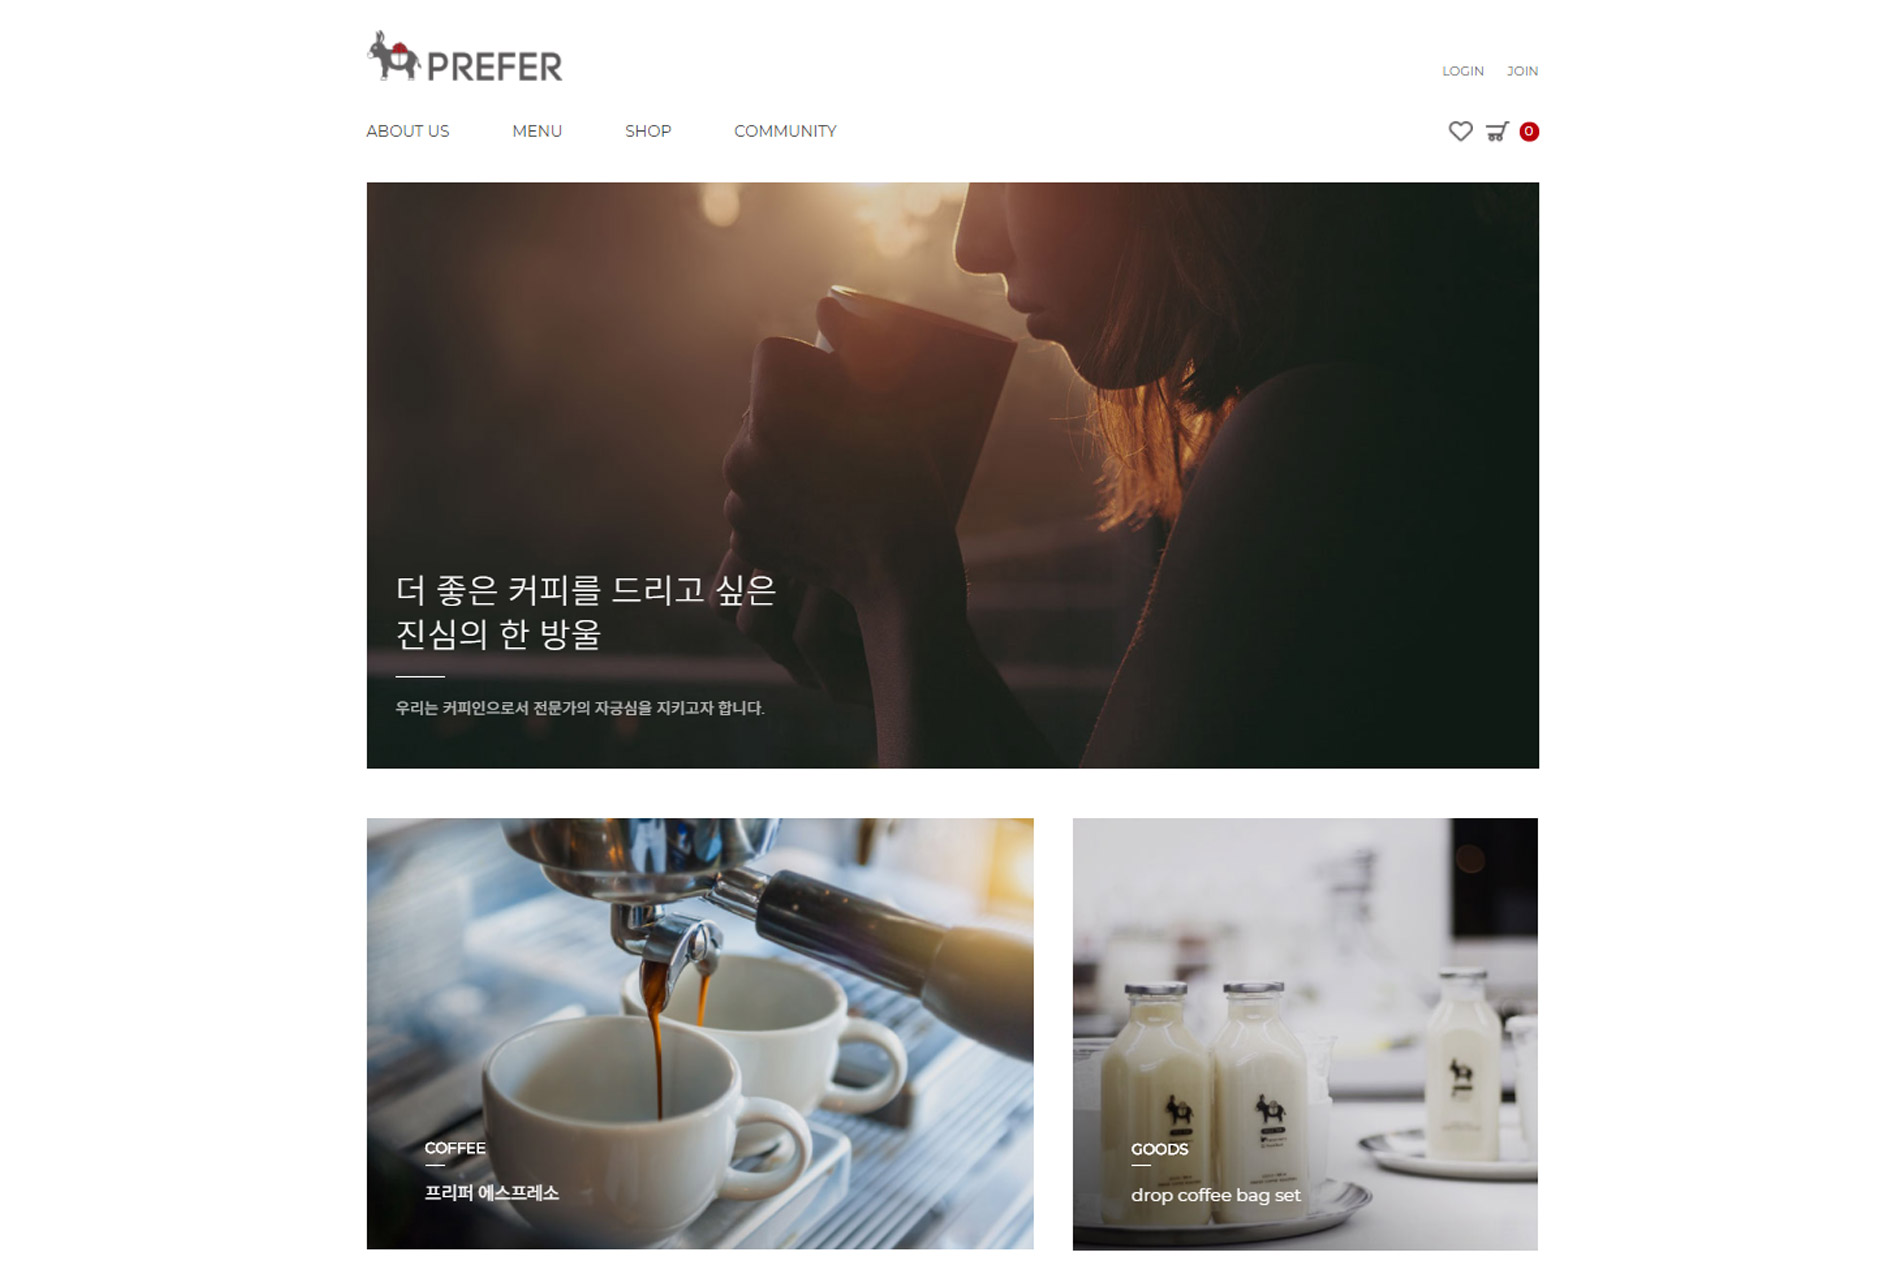 PREFER
LOGIN JOIN
ABOUT US MENU SHOP COMMUNITY
0
더 좋은 커피를 드리고 싶은
진심의 한 방울
우리는 커피인으로서 전문가의 자긍심을 지키고자 합니다.
COFFEE
프리퍼 에스프레소
GOODS
drop coffee bag set